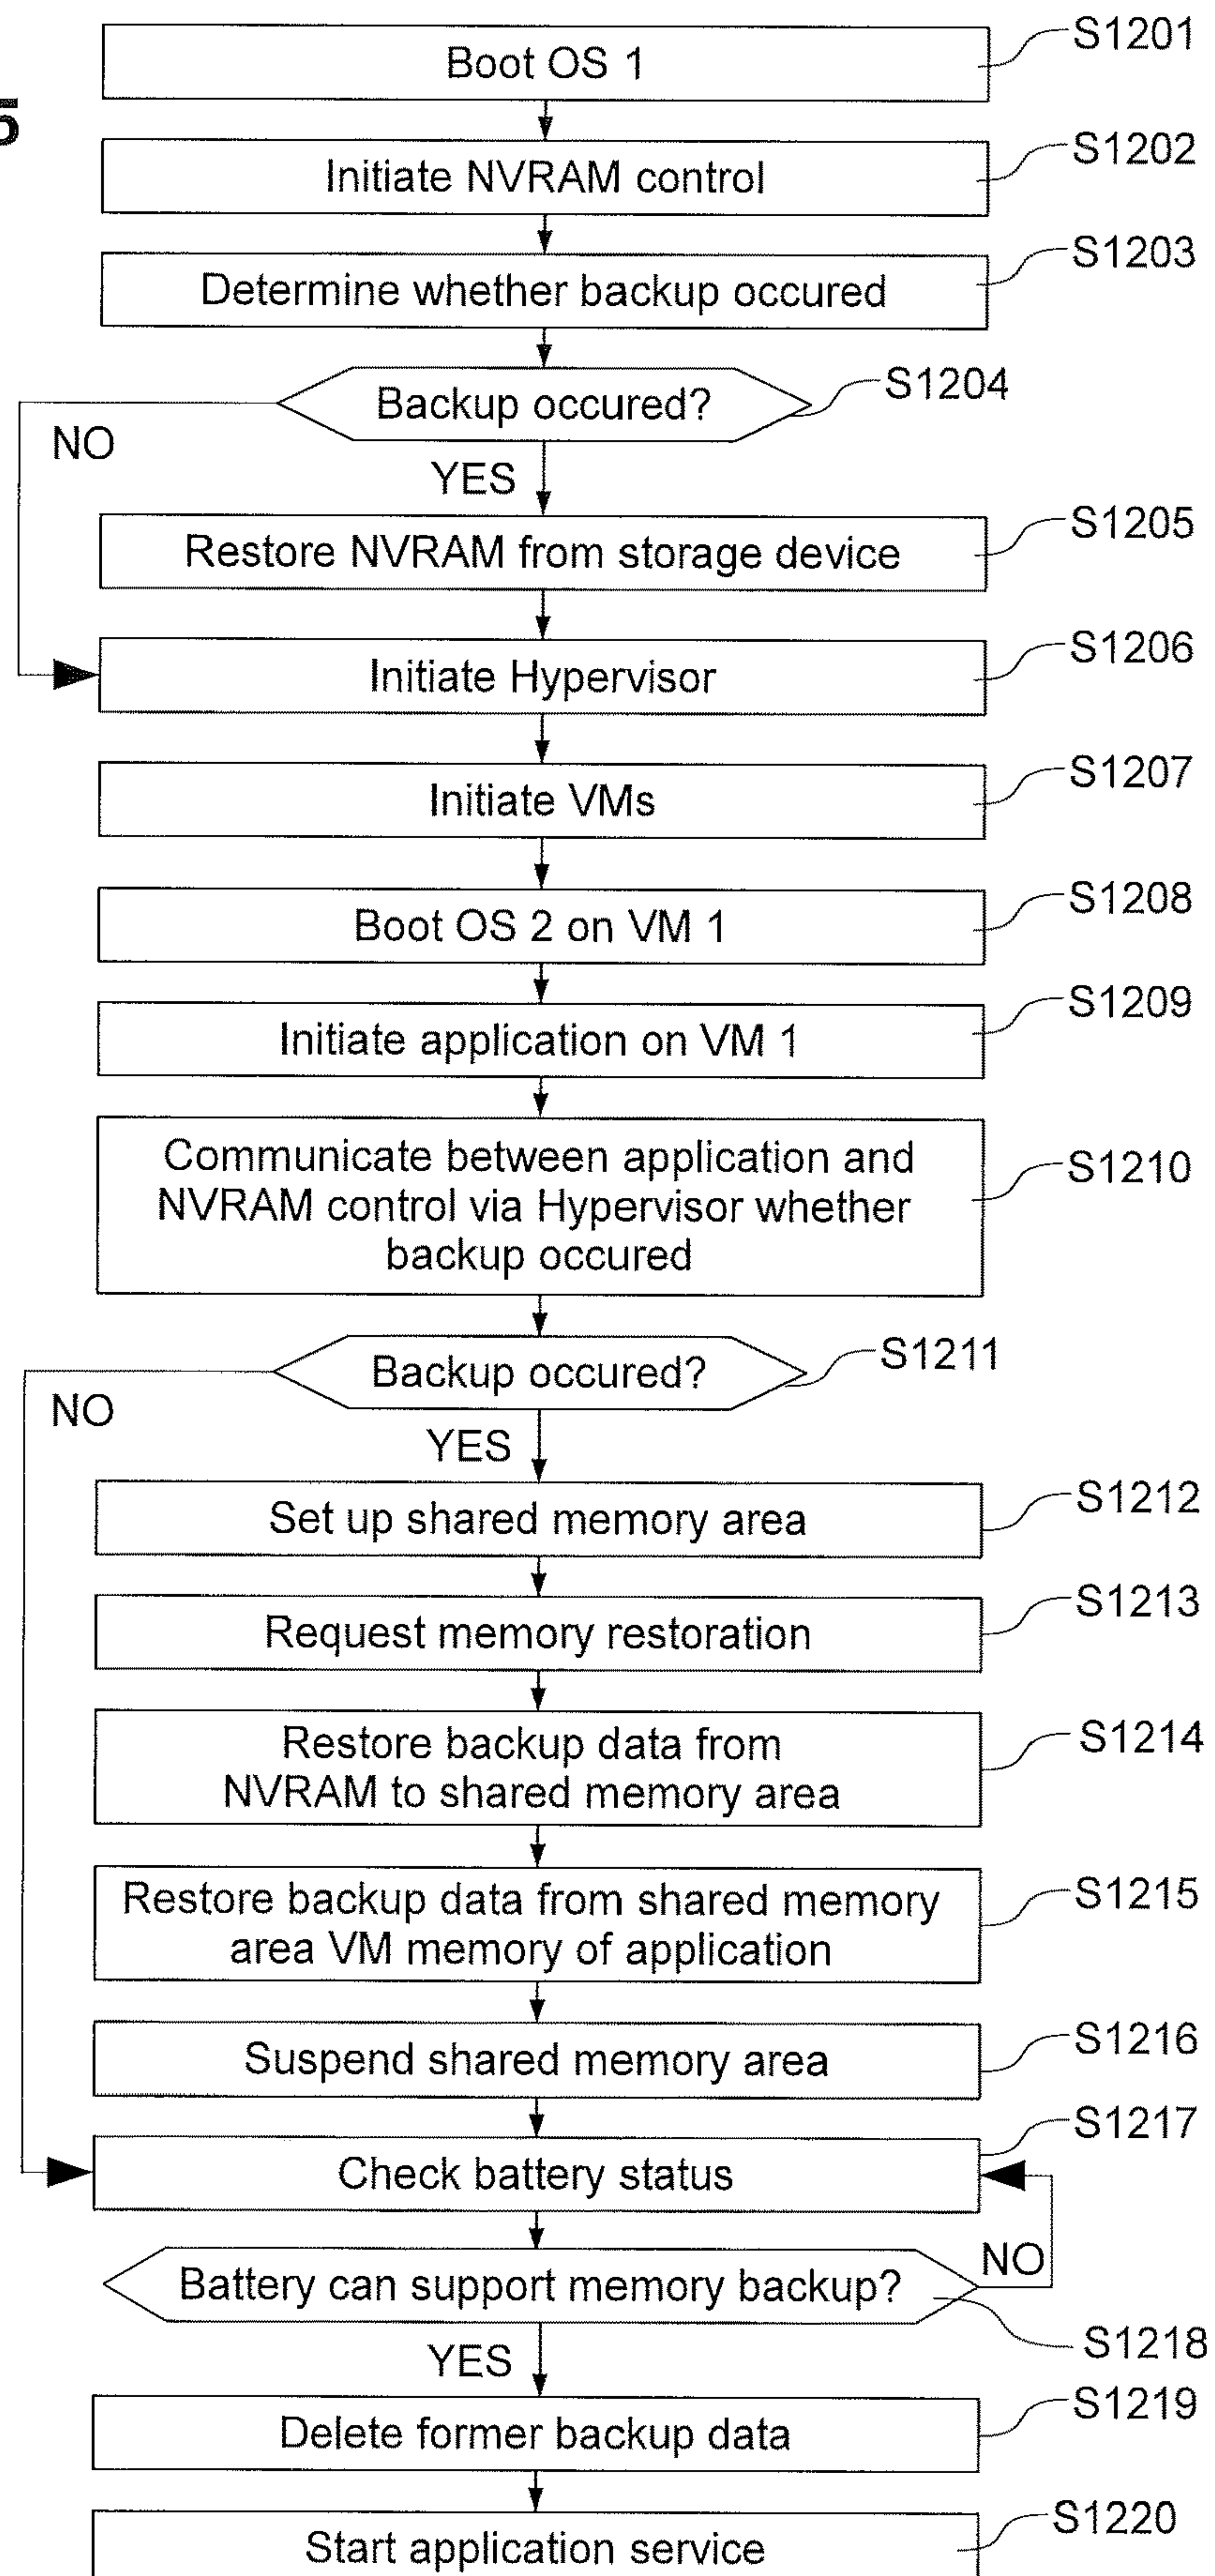 Boot OS 1
S1201
5
Initiate NVRAM control
S1202
Determine whether backup occured
S1203
Backup occured?
S1204
NO
YES
Restore NVRAM from storage device
S1205
Initiate Hypervisor
S1206
Initiate VMs
S1207
Boot OS 2 on VM 1
S1208
Initiate application on VM 1
S1209
Communicate between application and
NVRAM control via Hypervisor whether
backup occured
S1210
Backup occured?
S1211
NO
YES
Set up shared memory area
S1212
Request memory restoration
S1213
Restore backup data from
NVRAM to shared memory area
S1214
Restore backup data from shared memory
area VM memory of application
S1215
Suspend shared memory area
S1216
Check battery status
S1217
Battery can support memory backup?
NO
S1218
YES
Delete former backup data
S1219
Start application service
S1220